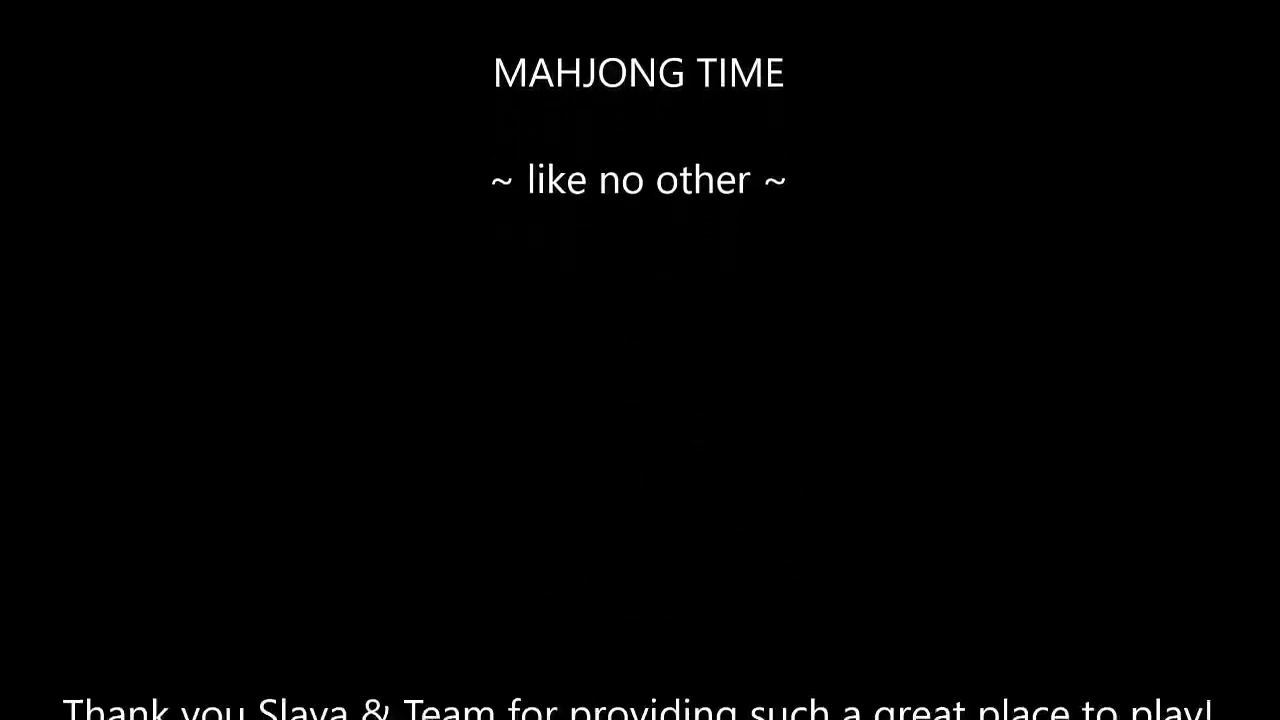 MAHJONG TIME
~ like no other ~
Thank you Slava & Team for providing such a great place to play!